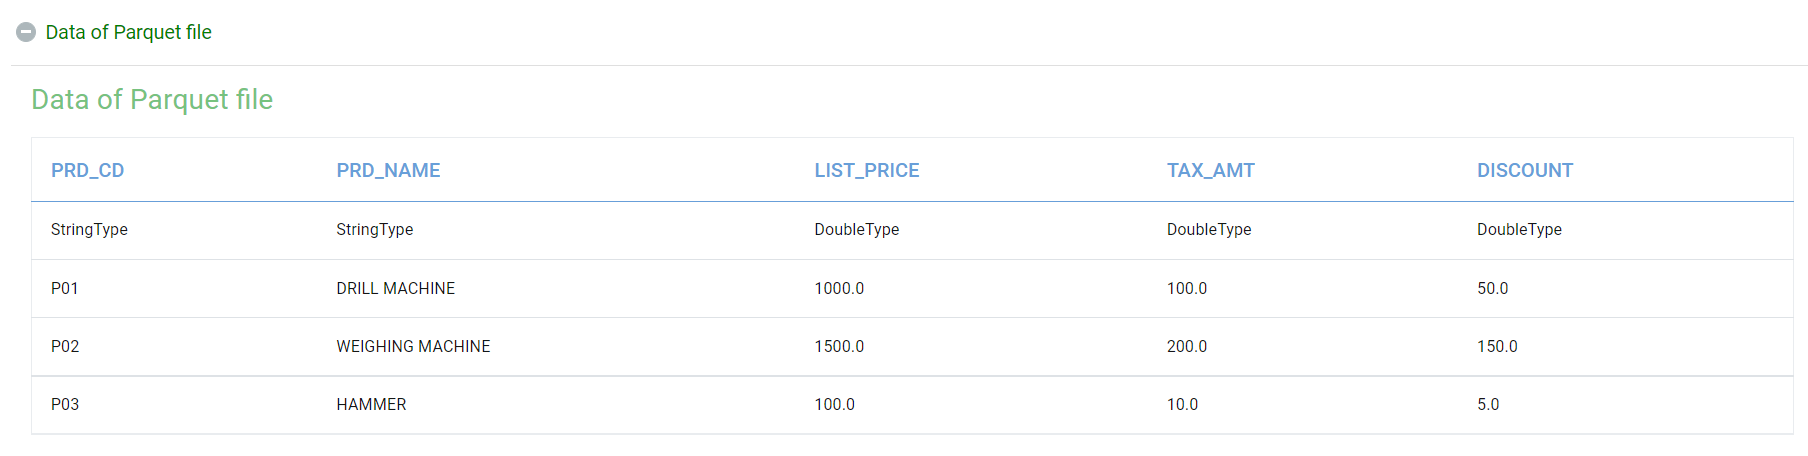 Data of Parquet file
Data of Parquet file
PRD_CD PRD_NAME LIST_PRICE TAX_AMT DISCOUNT
StringType StringType DoubleType DoubleType DoubleType
P01 DRILL MACHINE 1000.0 100.0 50.0
P02 WEIGHING MACHINE 1500.0 200.0 150.0
P03 HAMMER 100.0 10.0 5.0